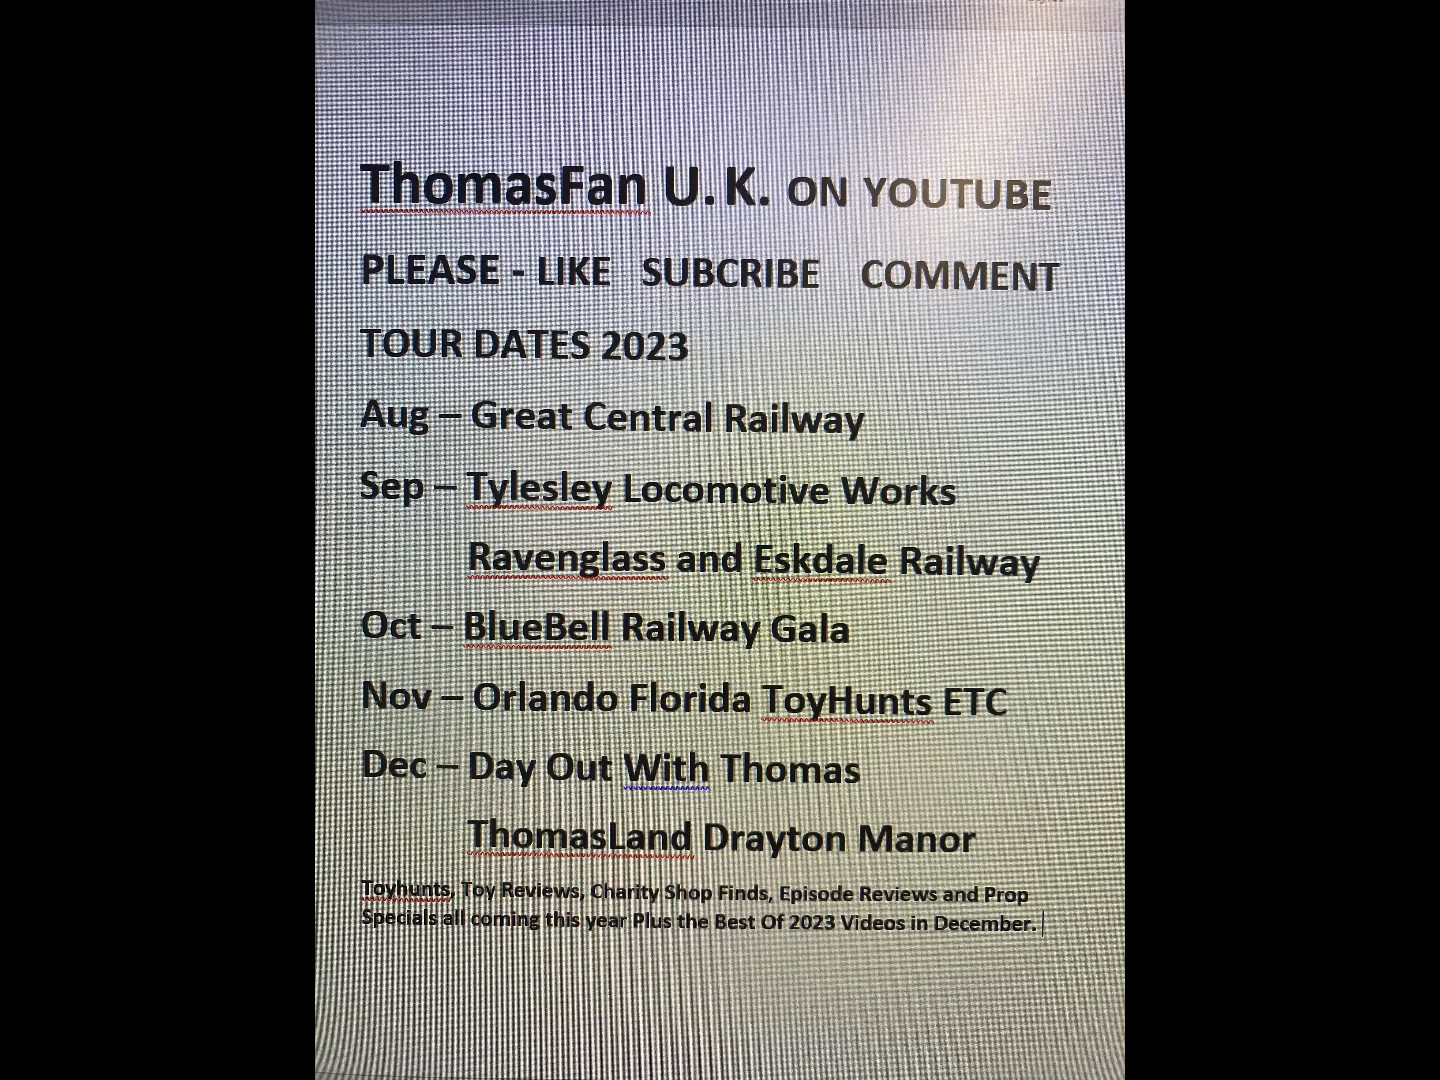 ThomasFan U.K. ON YOUTUBE
PLEASE - LIKE SUBCRIBE COMMENT
TOUR DATES 2023
Aug – Great Central Railway
Sep – Tylesley Locomotive Works
Ravenglass and Eskdale Railway
Oct – BlueBell Railway Gala
Nov – Orlando Florida ToyHunts ETC
Dec – Day Out With Thomas
ThomasLand Drayton Manor
Toyhunts, Toy Reviews, Charity Shop Finds, Episode Reviews and Prop
Specials all coming this year Plus the Best Of 2023 Videos in December.